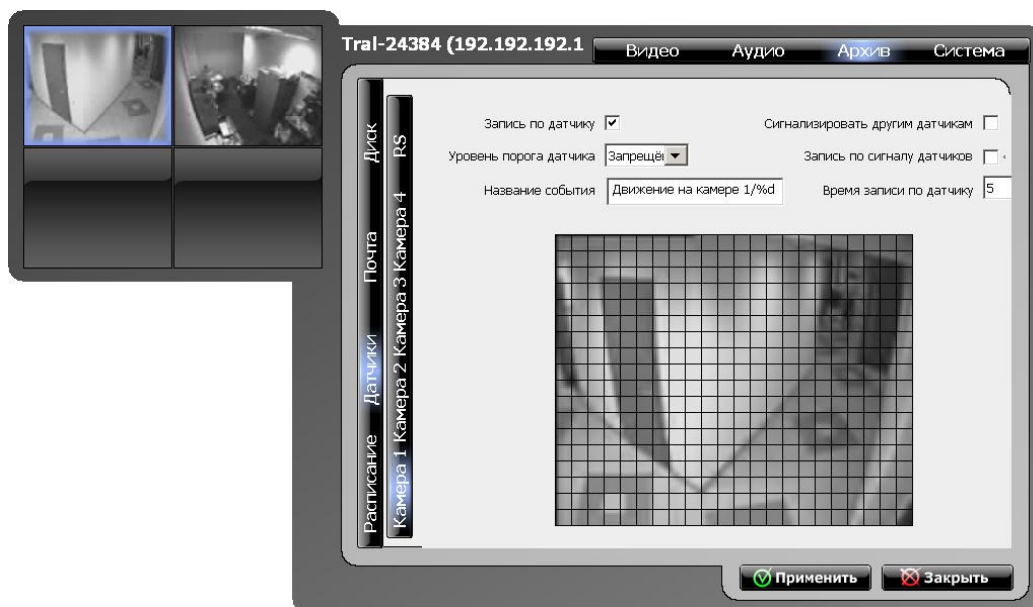 Tral-24384 (192.192.192.1
Видео Аудио Архив Система
Диск
Почта
Датчики
Расписание
RS
Камера 4
Камера 3
Камера 2
Камера 1
Запись по датчику
Сигнализировать другим датчикам
Уровень порога датчика Запрещён
Запись по сигналу датчиков
Название события Движение на камере 1/%d
Время записи по датчику 5
Применить Закрыть